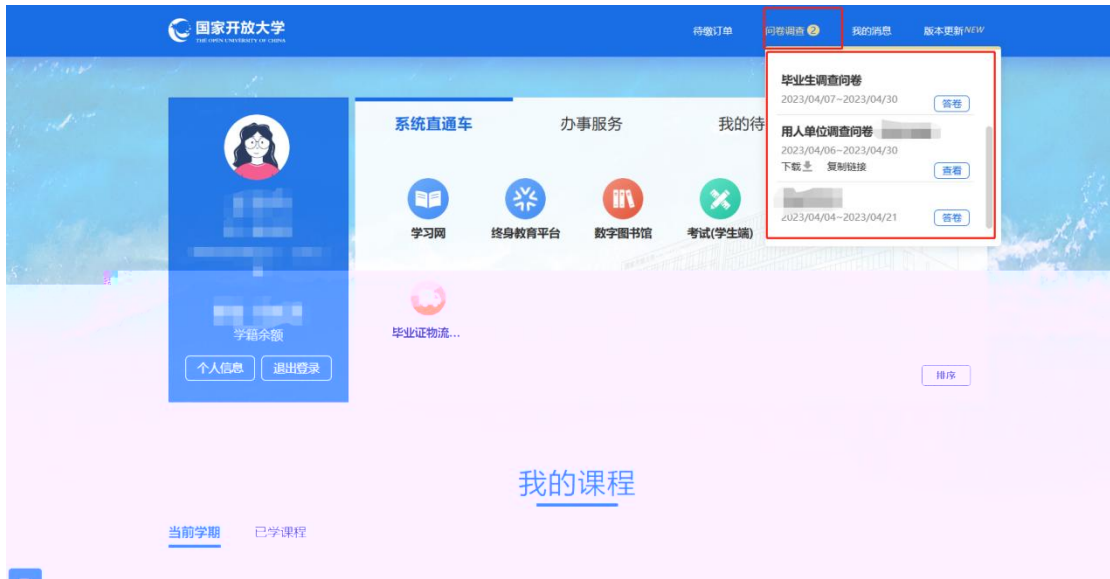 国家开放大学
THE OPEN UNIVERSITY OF CHINA
待缴订单 问卷调查 2 我的消息 版本更新NEW
毕业生调查问卷
2023/04/07~2023/04/30 答卷
用人单位调查问卷
2023/04/06~2023/04/30
下载 复制链接 查看
2023/04/04~2023/04/21 答卷
系统直通车 办事服务 我的待
学习网 终身教育平台 数字图书馆 考试(学生端)
毕业证物流...
学籍余额
个人信息 退出登录
排序
我的课程
当前学期 已学课程